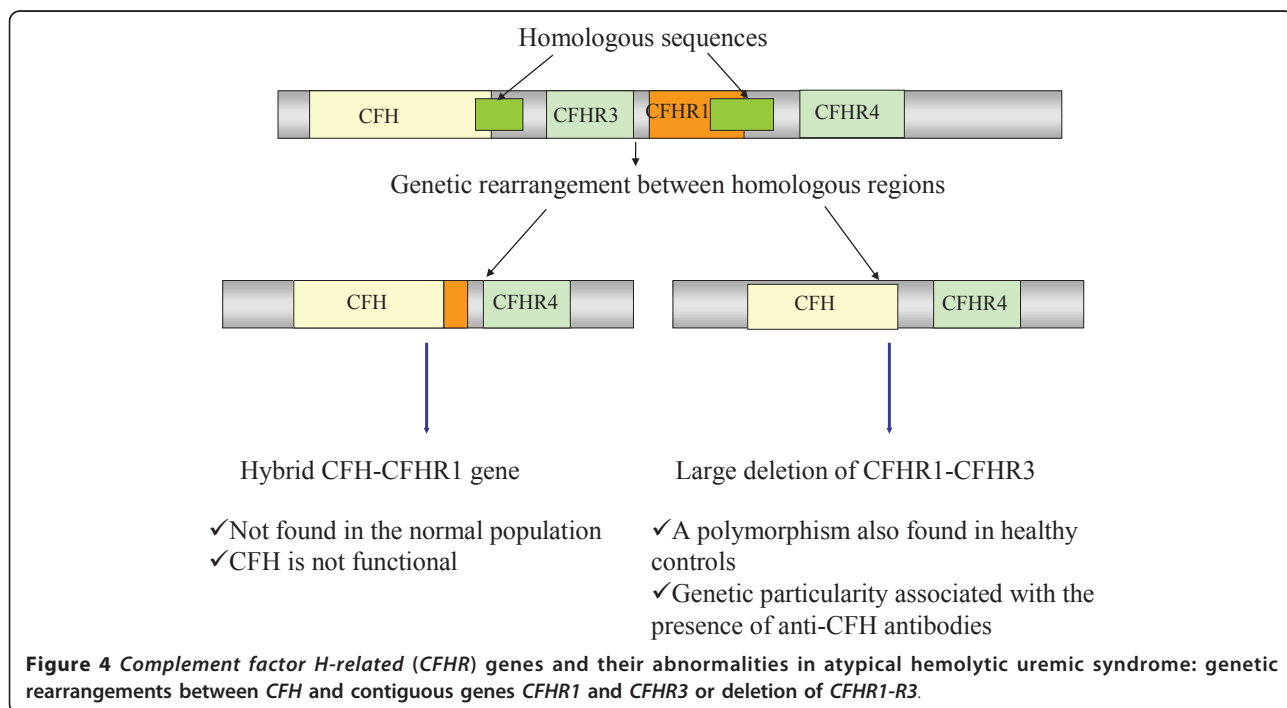 Homologous sequences
CFH
CFHR3
CFHR1
CFHR4
Genetic rearrangement between homologous regions
CFH
CFHR4
CFH
CFHR4
Hybrid CFH-CFHR1 gene
✓Not found in the normal population
✓CFH is not functional
Large deletion of CFHR1-CFHR3
✓A polymorphism also found in healthy
controls
✓Genetic particularity associated with the
presence of anti-CFH antibodies
Figure 4 Complement factor H-related (CFHR) genes and their abnormalities in atypical hemolytic uremic syndrome: genetic
rearrangements between CFH and contiguous genes CFHR1 and CFHR3 or deletion of CFHR1-R3.